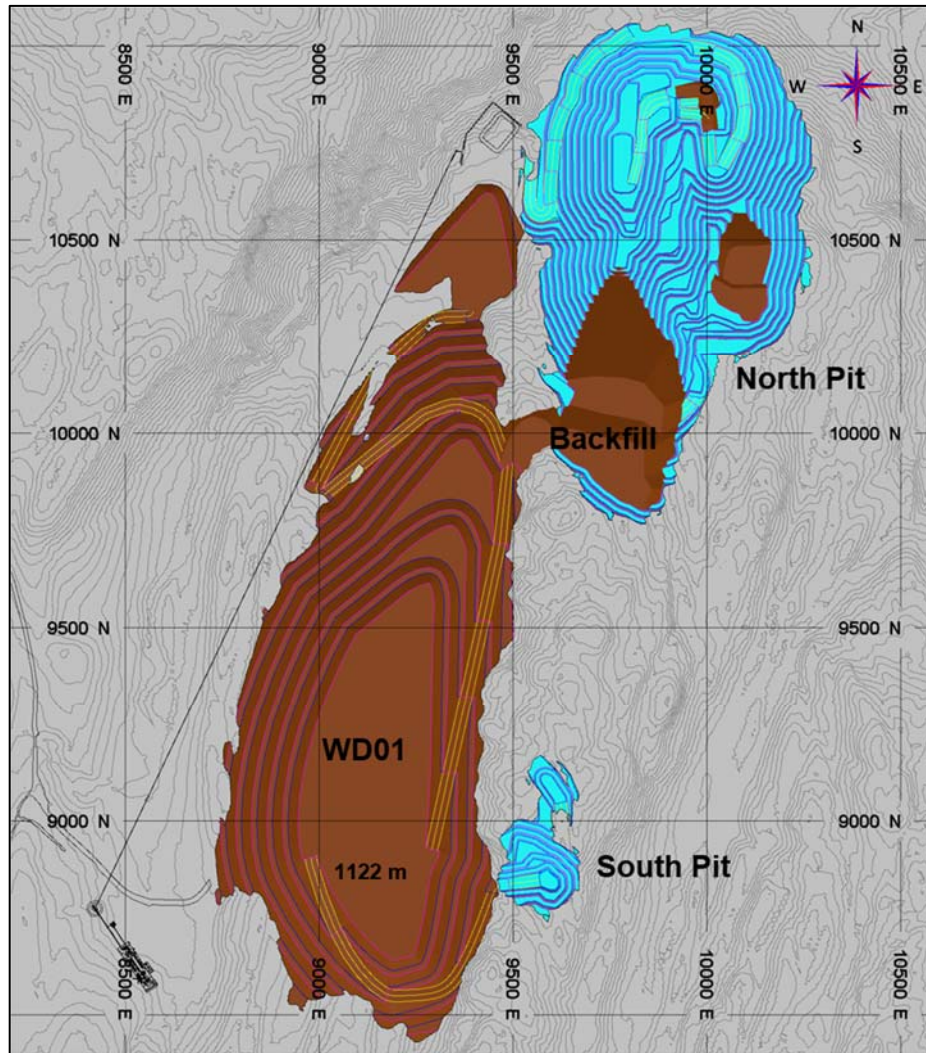 8500 E
9000 E
9500 E
10000 E
10500 E
N
W E
S
10500 N
10500 N
North Pit
10000 N
Backfill
10000 N
9500 N
9500 N
WD01
9000 N
9000 N
1122 m
South Pit
8500 E
9000 E
9500 E
10000 E
10500 E